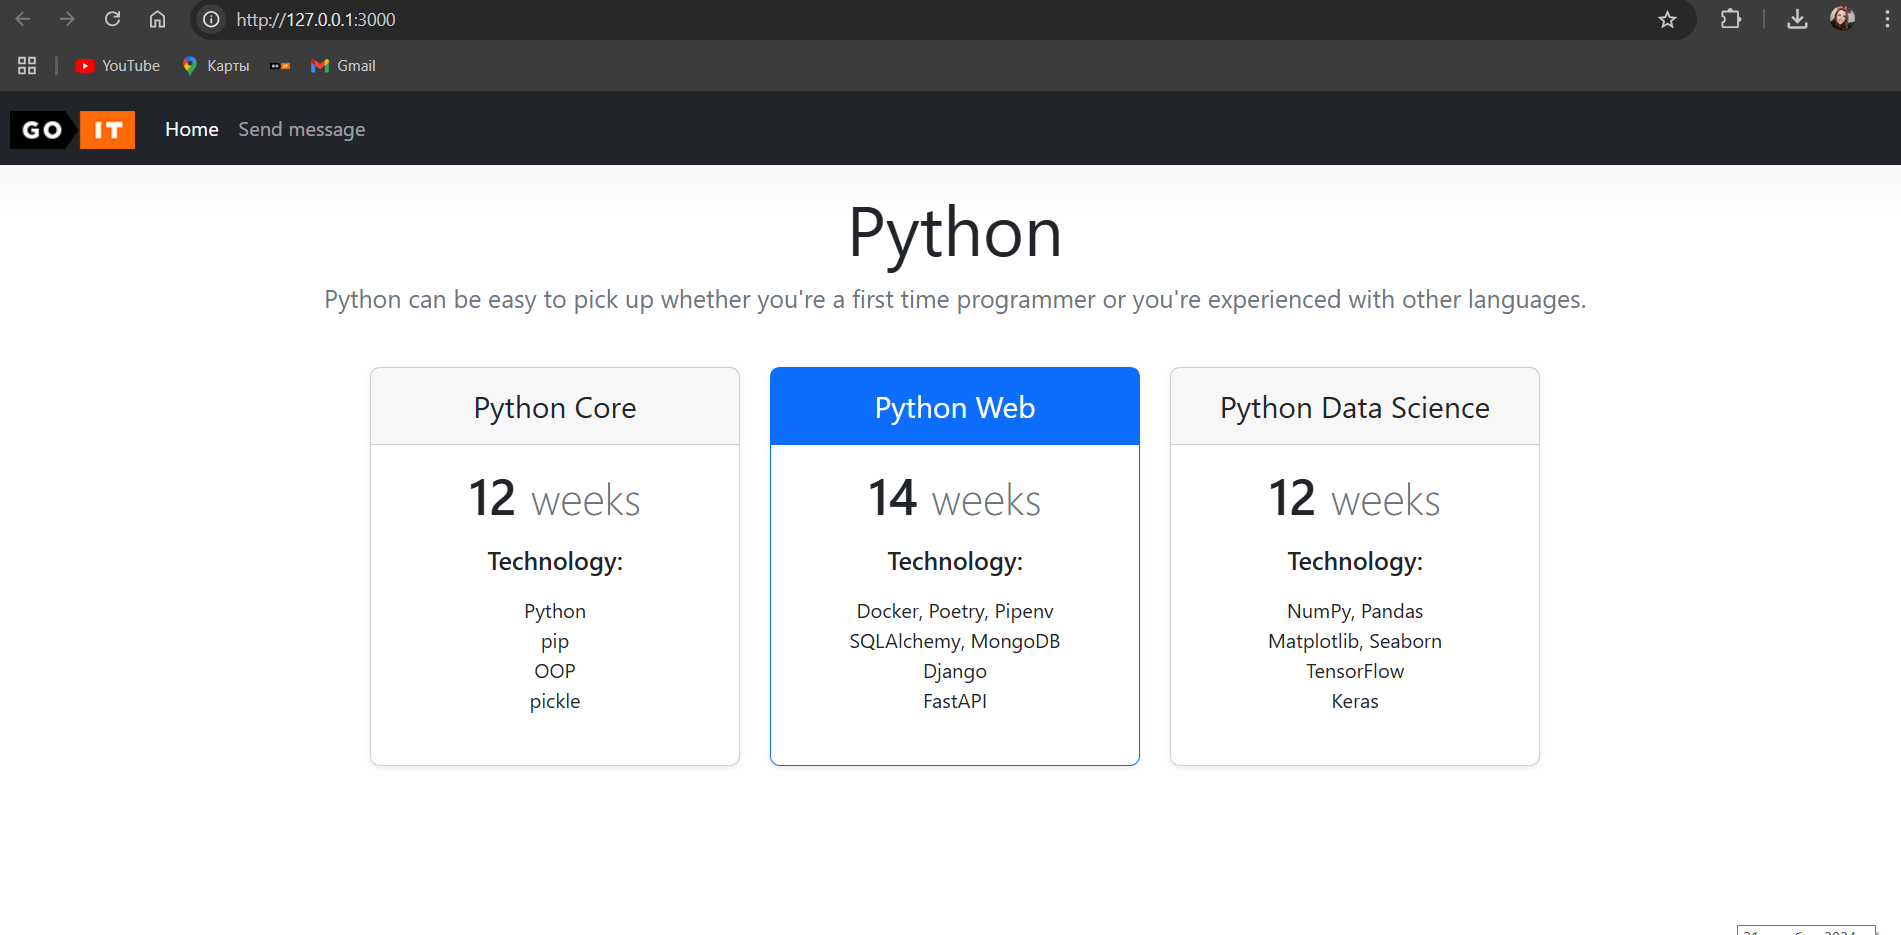 http://127.0.0.1:3000
YouTube Карты GO IT Gmail
GO IT Home Send message
Python
Python can be easy to pick up whether you're a first time programmer or you're experienced with other languages.
Python Core
12 weeks
Technology:
Python
pip
OOP
pickle
Python Web
14 weeks
Technology:
Docker, Poetry, Pipenv
SQLAlchemy, MongoDB
Django
FastAPI
Python Data Science
12 weeks
Technology:
NumPy, Pandas
Matplotlib, Seaborn
TensorFlow
Keras